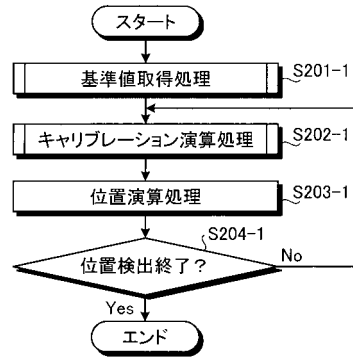 スタート
基準値取得処理
S201-1
キャリブレーション演算処理
S202-1
位置演算処理
S203-1
S204-1
位置検出終了？
No
Yes
エンド